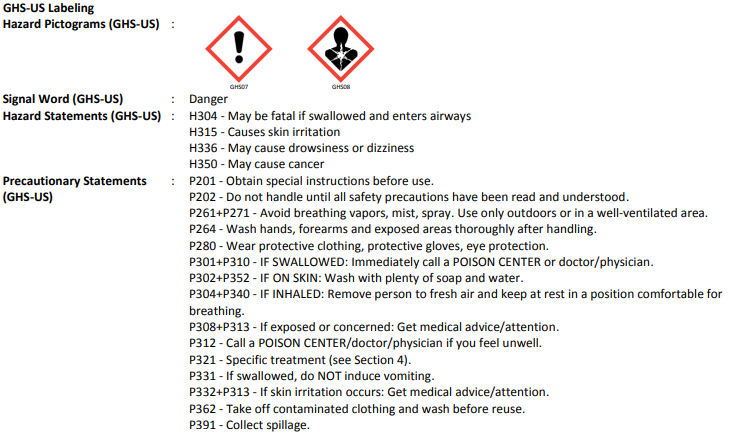 GHS-US Labeling
Hazard Pictograms (GHS-US) :
GHS07 GHS08
Signal Word (GHS-US) : Danger
Hazard Statements (GHS-US) : H304 - May be fatal if swallowed and enters airways
H315 - Causes skin irritation
H336 - May cause drowsiness or dizziness
H350 - May cause cancer
Precautionary Statements : P201 - Obtain special instructions before use.
(GHS-US) P202 - Do not handle until all safety precautions have been read and understood.
P261+P271 - Avoid breathing vapors, mist, spray. Use only outdoors or in a well-ventilated area.
P264 - Wash hands, forearms and exposed areas thoroughly after handling.
P280 - Wear protective clothing, protective gloves, eye protection.
P301+P310 - IF SWALLOWED: Immediately call a POISON CENTER or doctor/physician.
P302+P352 - IF ON SKIN: Wash with plenty of soap and water.
P304+P340 - IF INHALED: Remove person to fresh air and keep at rest in a position comfortable for
breathing.
P308+P313 - If exposed or concerned: Get medical advice/attention.
P312 - Call a POISON CENTER/doctor/physician if you feel unwell.
P321 - Specific treatment (see Section 4).
P331 - If swallowed, do NOT induce vomiting.
P332+P313 - If skin irritation occurs: Get medical advice/attention.
P362 - Take off contaminated clothing and wash before reuse.
P391 - Collect spillage.